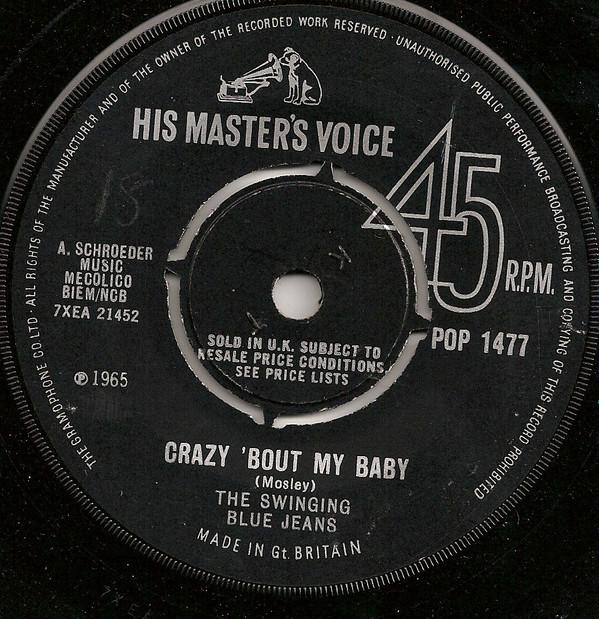 THE GRAMOPHONE CO LTD · ALL RIGHTS OF THE MANUFACTURER AND OF THE OWNER OF THE RECORDED WORK RESERVED · UNAUTHORISED PUBLIC PERFORMANCE BROADCASTING AND COPYING OF THIS RECORD PROHIBITED
HIS MASTER'S VOICE
45
R.P.M.
18
A. SCHROEDER
MUSIC
MECOLICO
BIEM/NCB
7XEA 21452
POP 1477
SOLD IN U.K. SUBJECT TO
RESALE PRICE CONDITIONS,
SEE PRICE LISTS
℗ 1965
CRAZY 'BOUT MY BABY
(Mosley)
THE SWINGING
BLUE JEANS
MADE IN Gt. BRITAIN